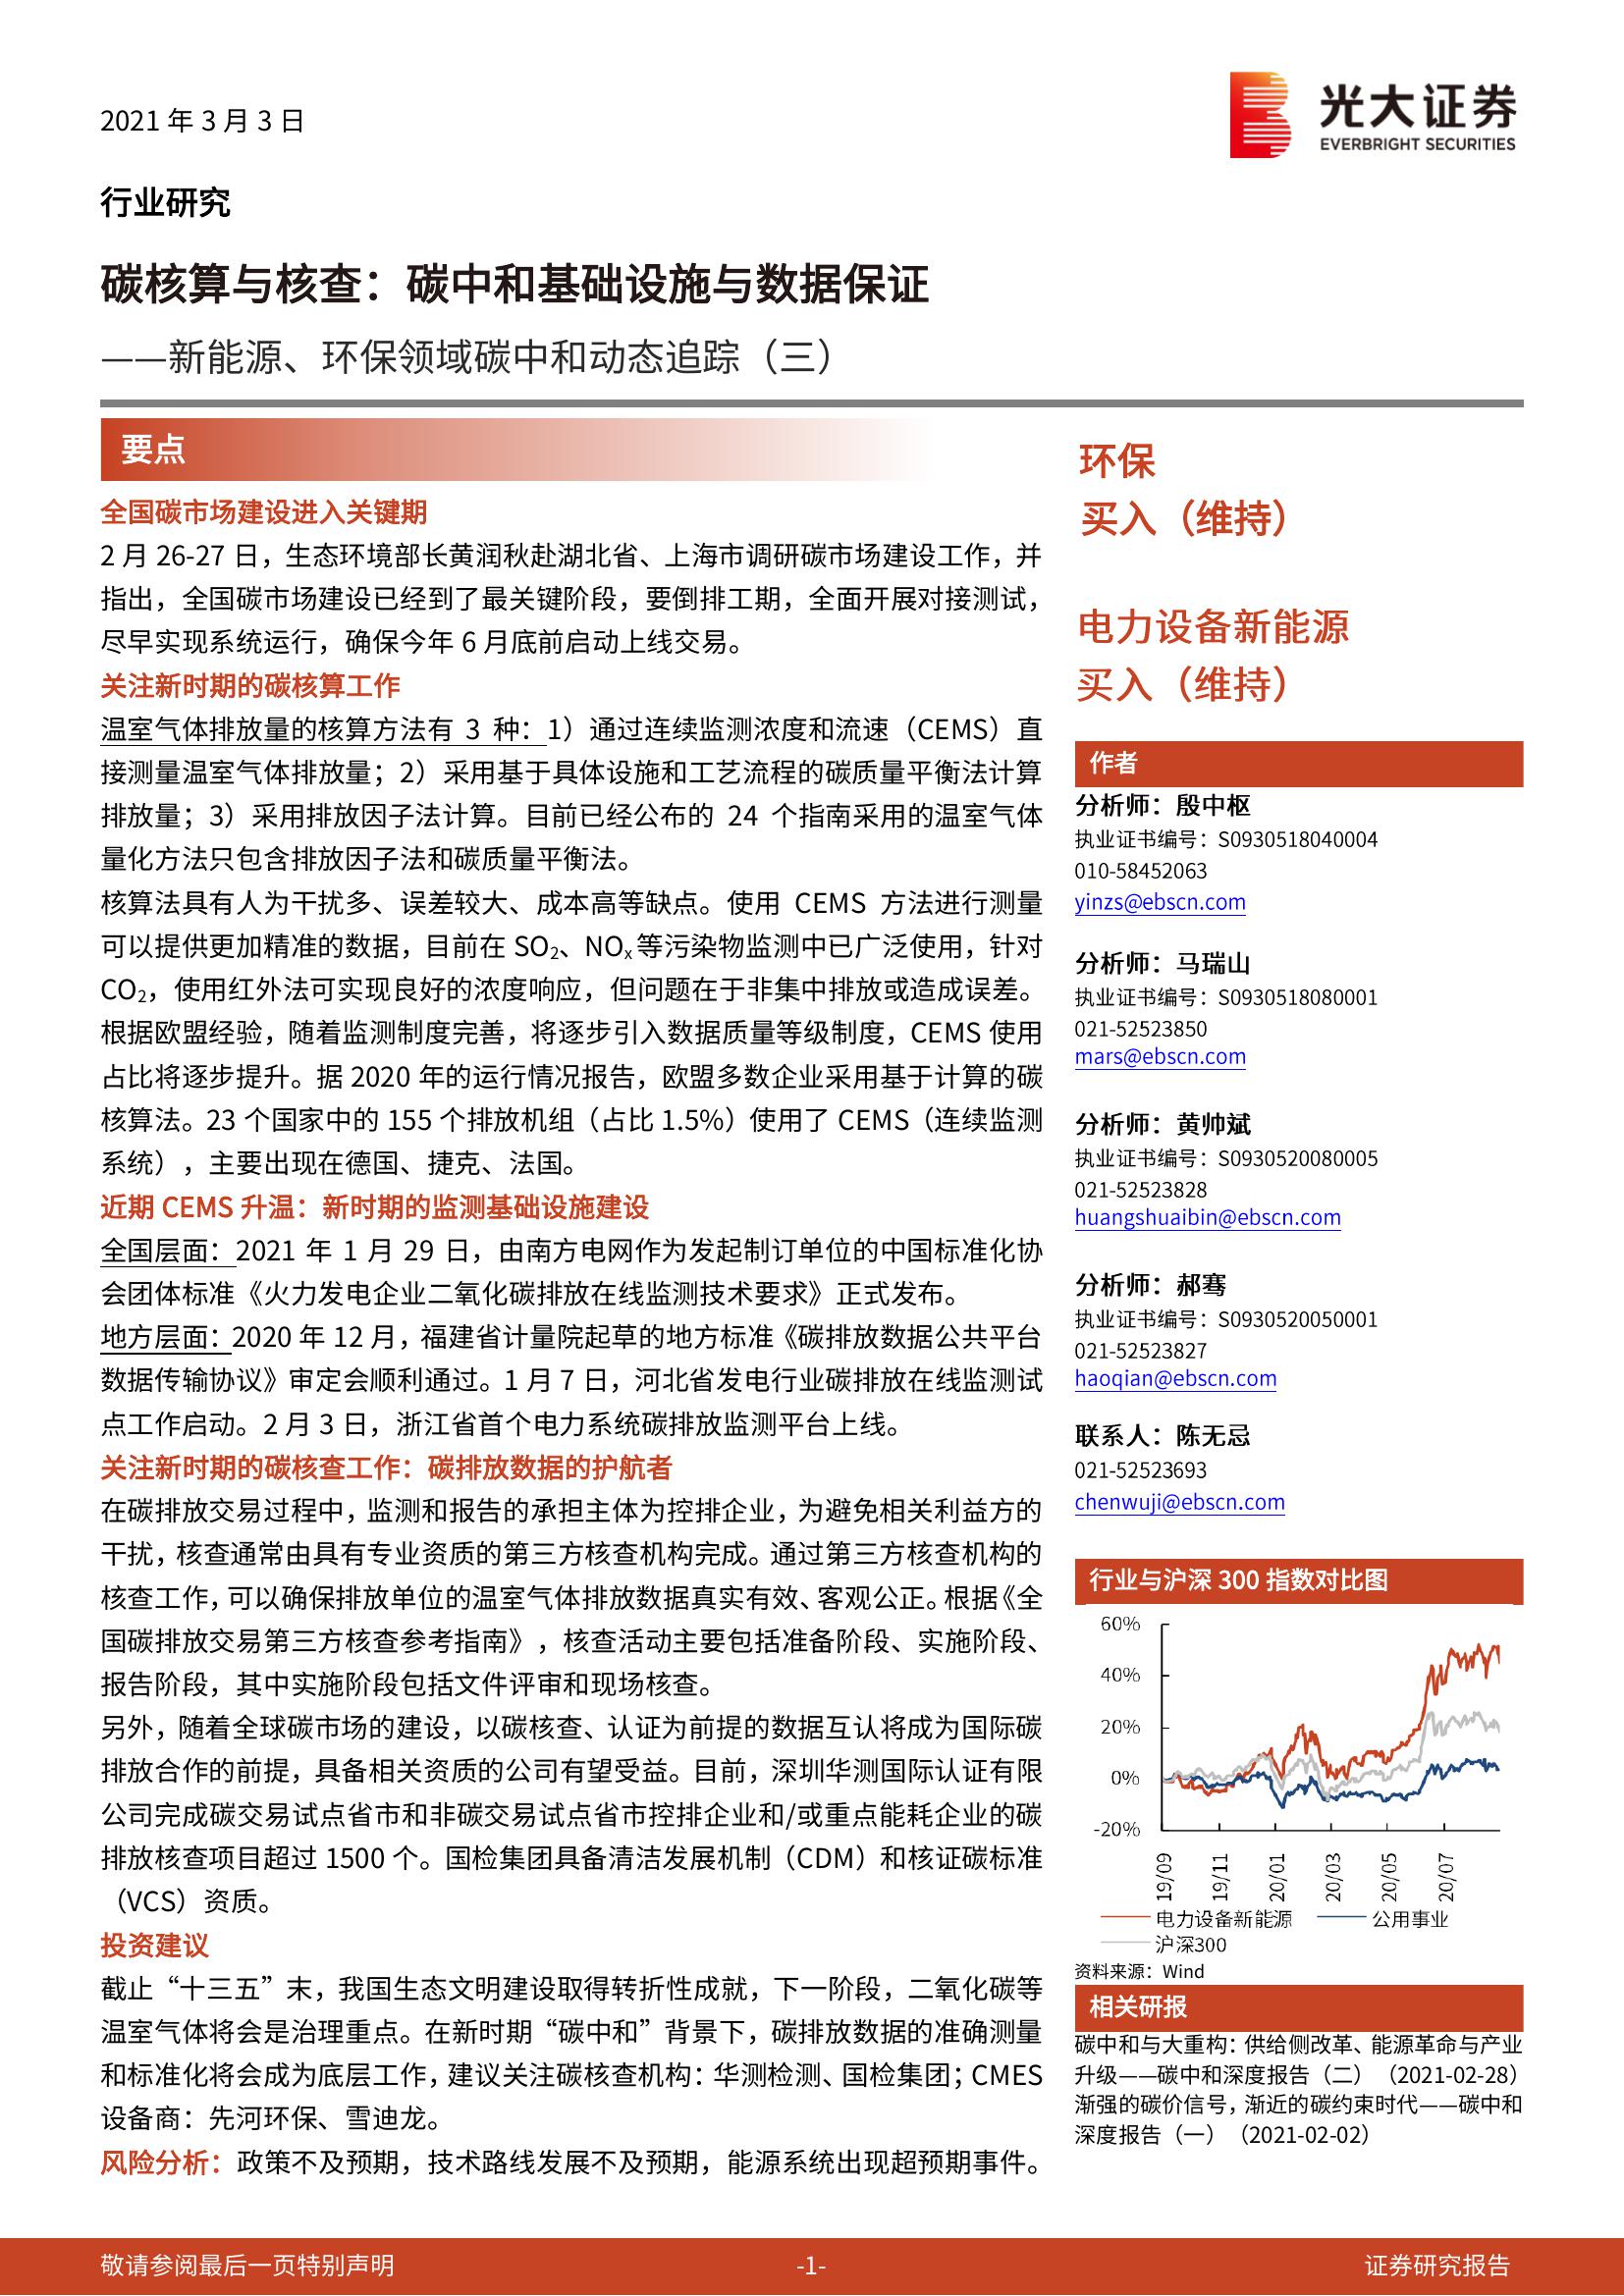 2021 年 3 月 3 日
光大证券
EVERBRIGHT SECURITIES
行业研究
碳核算与核查：碳中和基础设施与数据保证
——新能源、环保领域碳中和动态追踪（三）
要点
全国碳市场建设进入关键期
2 月 26-27 日，生态环境部长黄润秋赴湖北省、上海市调研碳市场建设工作，并
指出，全国碳市场建设已经到了最关键阶段，要倒排工期，全面开展对接测试，
尽早实现系统运行，确保今年 6 月底前启动上线交易。
关注新时期的碳核算工作
温室气体排放量的核算方法有 3 种：1）通过连续监测浓度和流速（CEMS）直
接测量温室气体排放量；2）采用基于具体设施和工艺流程的碳质量平衡法计算
排放量；3）采用排放因子法计算。目前已经公布的 24 个指南采用的温室气体
量化方法只包含排放因子法和碳质量平衡法。
核算法具有人为干扰多、误差较大、成本高等缺点。使用 CEMS 方法进行测量
可以提供更加精准的数据，目前在 SO₂、NOₓ 等污染物监测中已广泛使用，针对
CO₂，使用红外法可实现良好的浓度响应，但问题在于非集中排放或造成误差。
根据欧盟经验，随着监测制度完善，将逐步引入数据质量等级制度，CEMS 使用
占比将逐步提升。据 2020 年的运行情况报告，欧盟多数企业采用基于计算的碳
核算法。23 个国家中的 155 个排放机组（占比 1.5%）使用了 CEMS（连续监测
系统），主要出现在德国、捷克、法国。
近期 CEMS 升温：新时期的监测基础设施建设
全国层面：2021 年 1 月 29 日，由南方电网作为发起制订单位的中国标准化协
会团体标准《火力发电企业二氧化碳排放在线监测技术要求》正式发布。
地方层面：2020 年 12 月，福建省计量院起草的地方标准《碳排放数据公共平台
数据传输协议》审定会顺利通过。1 月 7 日，河北省发电行业碳排放在线监测试
点工作启动。2 月 3 日，浙江省首个电力系统碳排放监测平台上线。
关注新时期的碳核查工作：碳排放数据的护航者
在碳排放交易过程中，监测和报告的承担主体为控排企业，为避免相关利益方的
干扰，核查通常由具有专业资质的第三方核查机构完成。通过第三方核查机构的
核查工作，可以确保排放单位的温室气体排放数据真实有效、客观公正。根据《全
国碳排放交易第三方核查参考指南》，核查活动主要包括准备阶段、实施阶段、
报告阶段，其中实施阶段包括文件评审和现场核查。
另外，随着全球碳市场的建设，以碳核查、认证为前提的数据互认将成为国际碳
排放合作的前提，具备相关资质的公司有望受益。目前，深圳华测国际认证有限
公司完成碳交易试点省市和非碳交易试点省市控排企业和/或重点能耗企业的碳
排放核查项目超过 1500 个。国检集团具备清洁发展机制（CDM）和核证碳标准
（VCS）资质。
投资建议
截止“十三五”末，我国生态文明建设取得转折性成就，下一阶段，二氧化碳等
温室气体将会是治理重点。在新时期“碳中和”背景下，碳排放数据的准确测量
和标准化将会成为底层工作，建议关注碳核查机构：华测检测、国检集团；CMES
设备商：先河环保、雪迪龙。
风险分析：政策不及预期，技术路线发展不及预期，能源系统出现超预期事件。
环保
买入（维持）
电力设备新能源
买入（维持）
作者
分析师：殷中枢
执业证书编号：S0930518040004
010-58452063
yinzs@ebscn.com
分析师：马瑞山
执业证书编号：S0930518080001
021-52523850
mars@ebscn.com
分析师：黄帅斌
执业证书编号：S0930520080005
021-52523828
huangshuaibin@ebscn.com
分析师：郝骞
执业证书编号：S0930520050001
021-52523827
haoqian@ebscn.com
联系人：陈无忌
021-52523693
chenwuji@ebscn.com
行业与沪深 300 指数对比图
60%
40%
20%
0%
-20%
19/09
19/11
20/01
20/03
20/05
20/07
电力设备新能源 公用事业
沪深300
资料来源：Wind
相关研报
碳中和与大重构：供给侧改革、能源革命与产业
升级——碳中和深度报告（二）（2021-02-28）
渐强的碳价信号，渐近的碳约束时代——碳中和
深度报告（一）（2021-02-02）
敬请参阅最后一页特别声明
-1-
证券研究报告